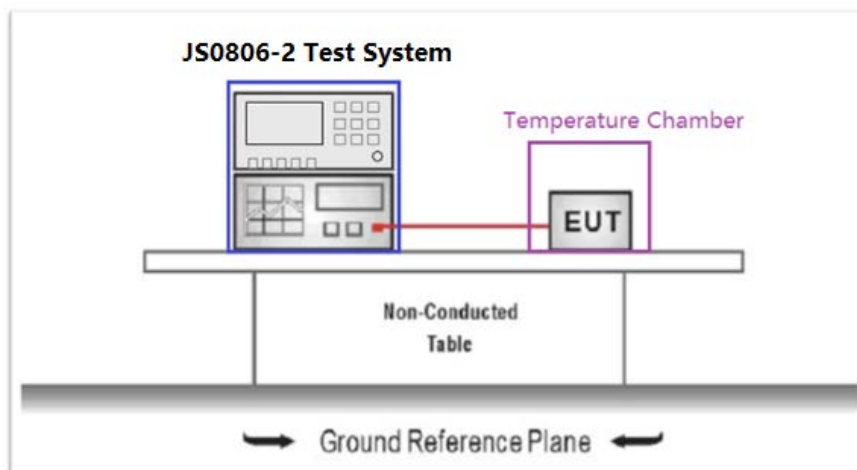 JS0806-2 Test System
Temperature Chamber
EUT
Non-Conducted
Table
Ground Reference Plane